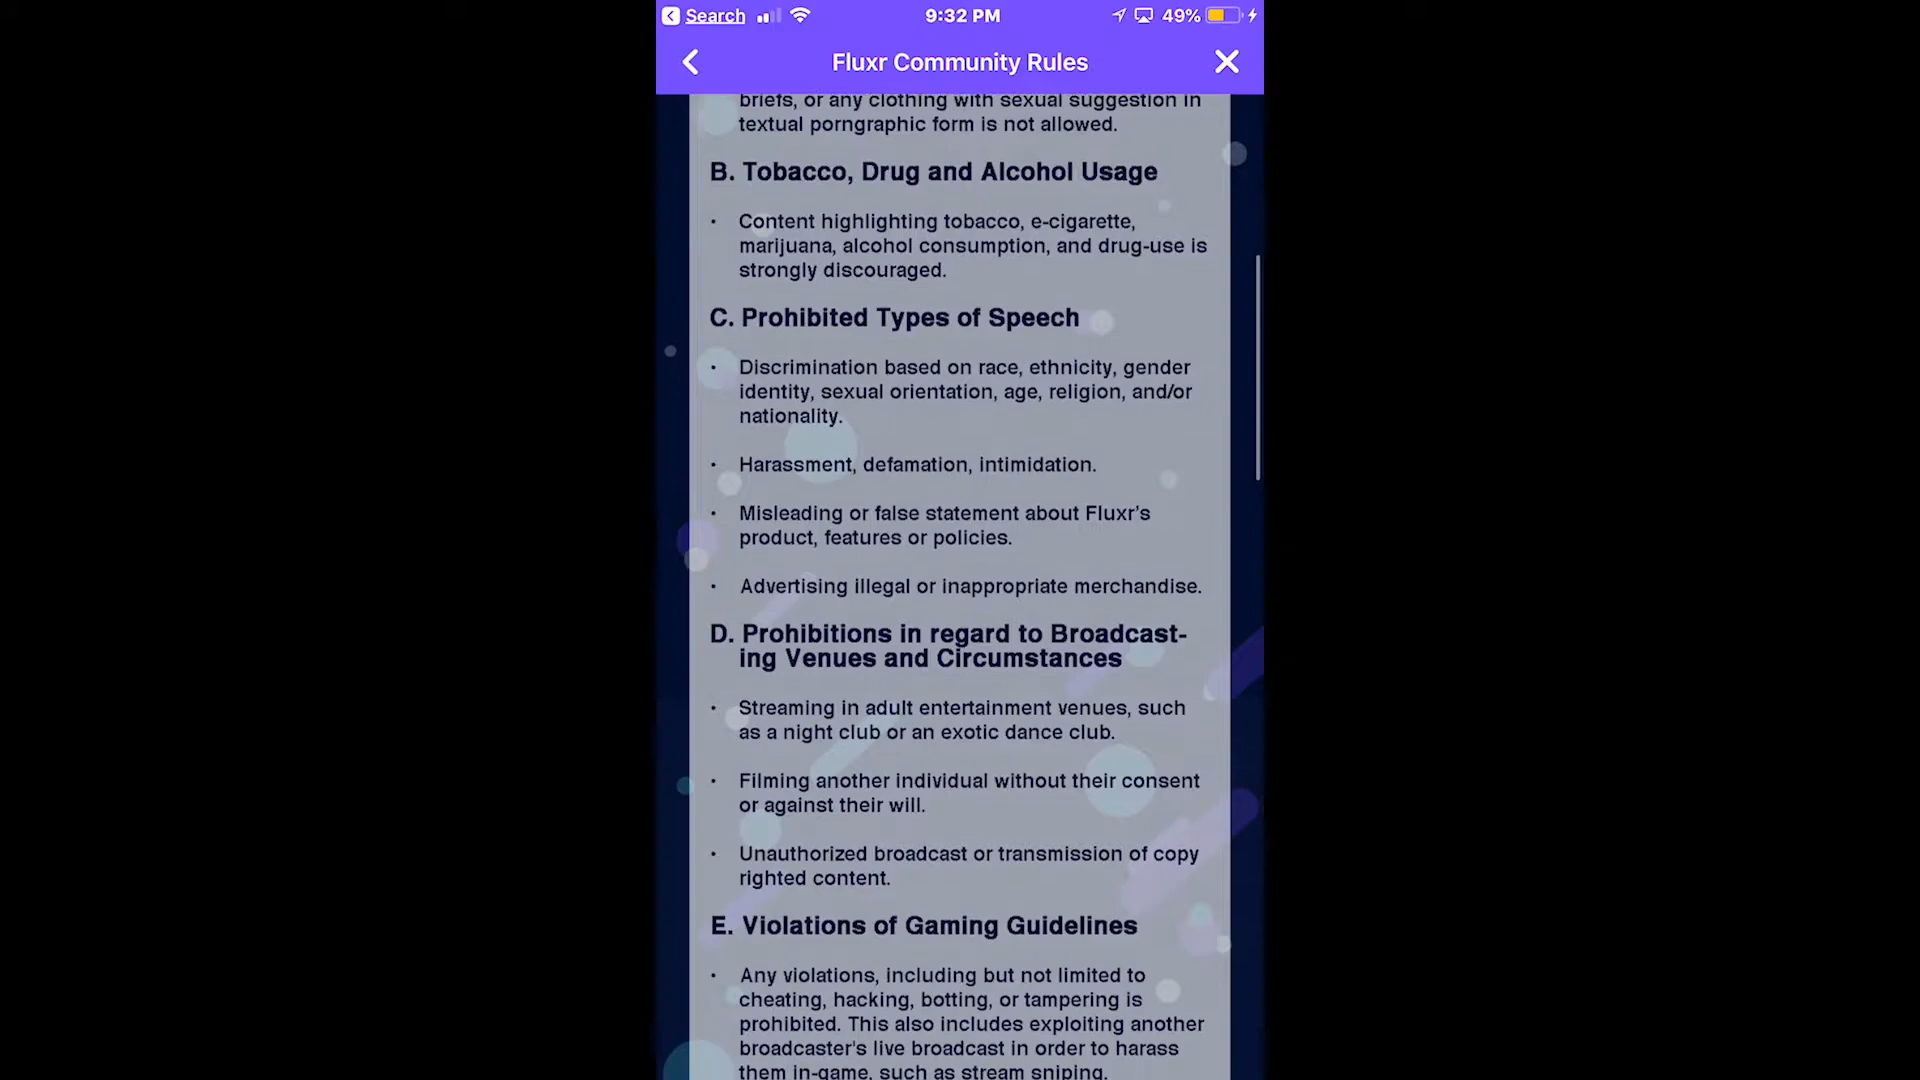 Search 9:32 PM 49%
Fluxr Community Rules
briefs, or any clothing with sexual suggestion in
textual porngraphic form is not allowed.
B. Tobacco, Drug and Alcohol Usage
· Content highlighting tobacco, e-cigarette,
marijuana, alcohol consumption, and drug-use is
strongly discouraged.
C. Prohibited Types of Speech
· Discrimination based on race, ethnicity, gender
identity, sexual orientation, age, religion, and/or
nationality.
· Harassment, defamation, intimidation.
· Misleading or false statement about Fluxr’s
product, features or policies.
· Advertising illegal or inappropriate merchandise.
D. Prohibitions in regard to Broadcast-
ing Venues and Circumstances
· Streaming in adult entertainment venues, such
as a night club or an exotic dance club.
· Filming another individual without their consent
or against their will.
· Unauthorized broadcast or transmission of copy
righted content.
E. Violations of Gaming Guidelines
· Any violations, including but not limited to
cheating, hacking, botting, or tampering is
prohibited. This also includes exploiting another
broadcaster's live broadcast in order to harass
them in-game, such as stream sniping.